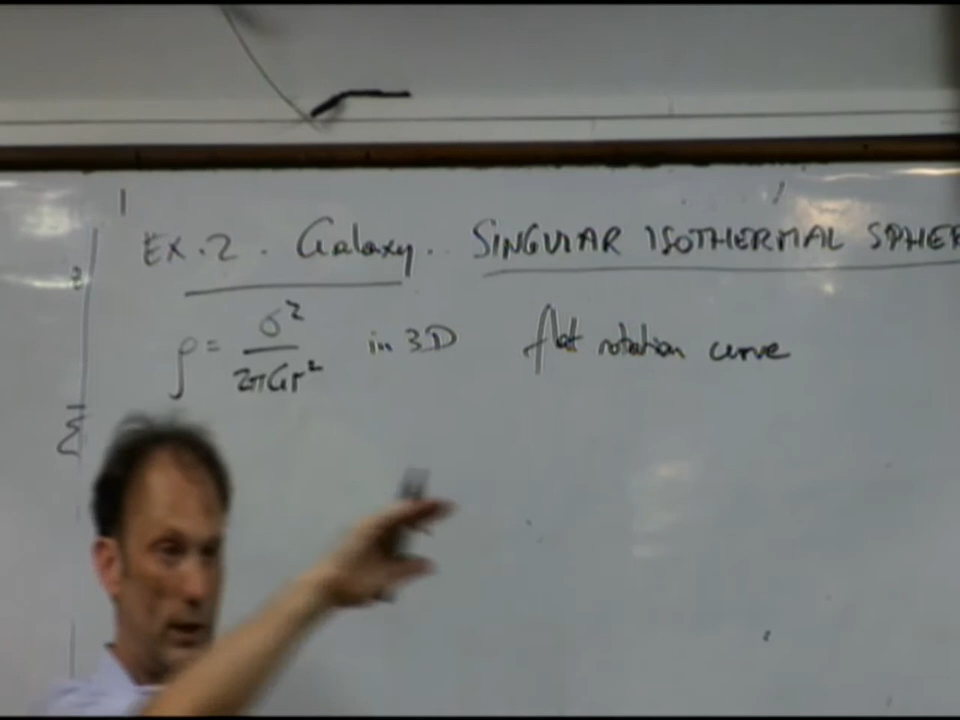 EX.2. Galaxy. SINGULAR ISOTHERMAL SPHER
ρ = σ² / 2πGr² in 3D flat rotation curve
Σ